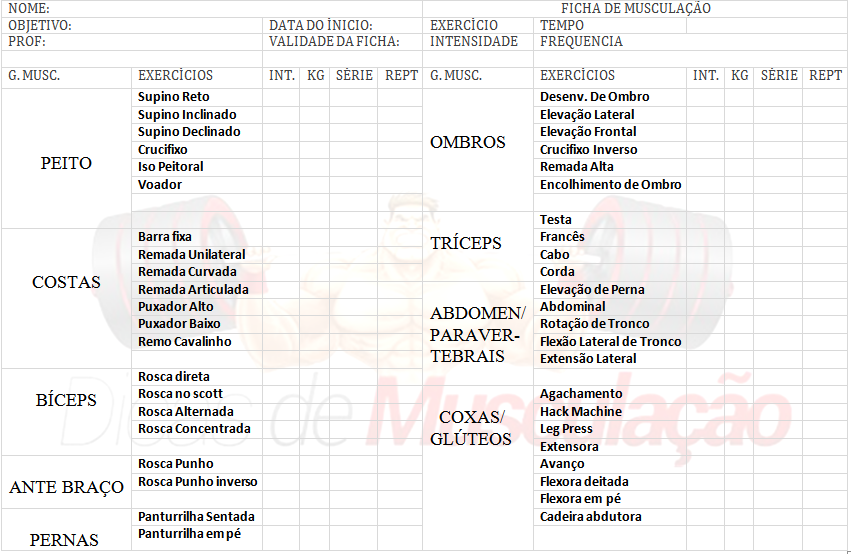 NOME: FICHA DE MUSCULAÇÃO
OBJETIVO: DATA DO ÌNICIO: EXERCÍCIO TEMPO
PROF: VALIDADE DA FICHA: INTENSIDADE FREQUENCIA
G. MUSC. EXERCÍCIOS INT. KG SÉRIE REPT G. MUSC. EXERCÍCIOS INT. KG SÉRIE REPT
PEITO
Supino Reto
Supino Inclinado
Supino Declinado
Crucifixo
Iso Peitoral
Voador
COSTAS
Barra fixa
Remada Unilateral
Remada Curvada
Remada Articulada
Puxador Alto
Puxador Baixo
Remo Cavalinho
BÍCEPS
Rosca direta
Rosca no scott
Rosca Alternada
Rosca Concentrada
ANTE BRAÇO
Rosca Punho
Rosca Punho inverso
PERNAS
Panturrilha Sentada
Panturrilha em pé
OMBROS
Desenv. De Ombro
Elevação Lateral
Elevação Frontal
Crucifixo Inverso
Remada Alta
Encolhimento de Ombro
TRÍCEPS
Testa
Francês
Cabo
Corda
ABDOMEN/
PARAVER-
TEBRAIS
Elevação de Perna
Abdominal
Rotação de Tronco
Flexão Lateral de Tronco
Extensão Lateral
COXAS/
GLÚTEOS
Agachamento
Hack Machine
Leg Press
Extensora
Avanço
Flexora deitada
Flexora em pé
Cadeira abdutora
Dicas de Musculação